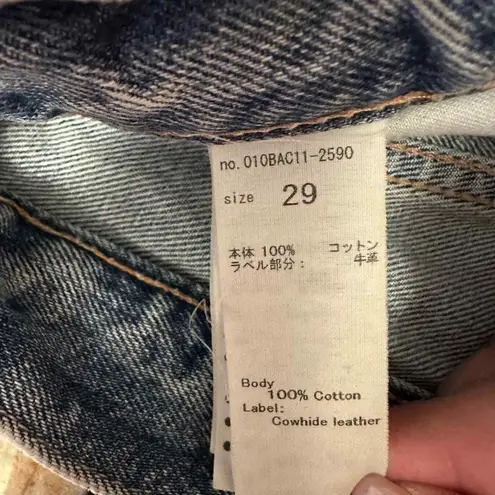 no. 010BAC11-2590
size 29
本体 100% コットン
ラベル部分： 牛革
Body
100% Cotton
Label:
Cowhide leather